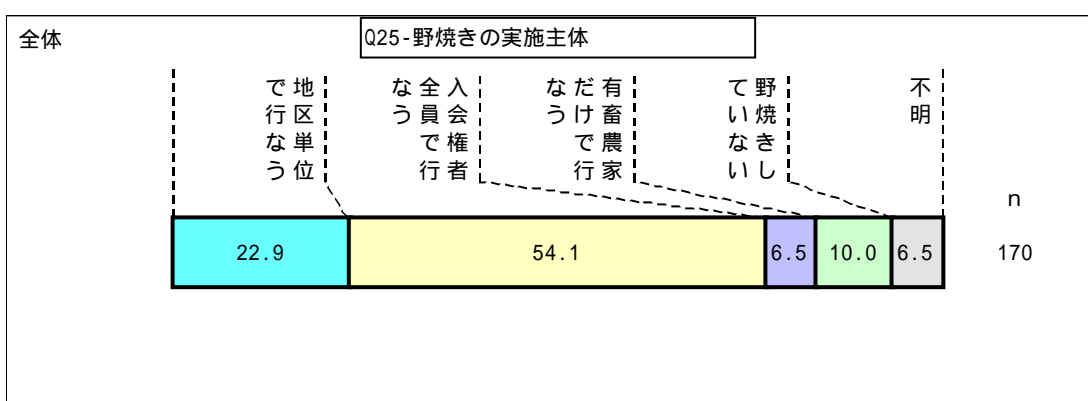 全体
Q25-野焼きの実施主体
地区単位
で行なう
入会権者
全員で行
なう
有畜農家
だけで行
なう
野焼きし
ていない
不明
n
22.9
54.1
6.5
10.0
6.5
170